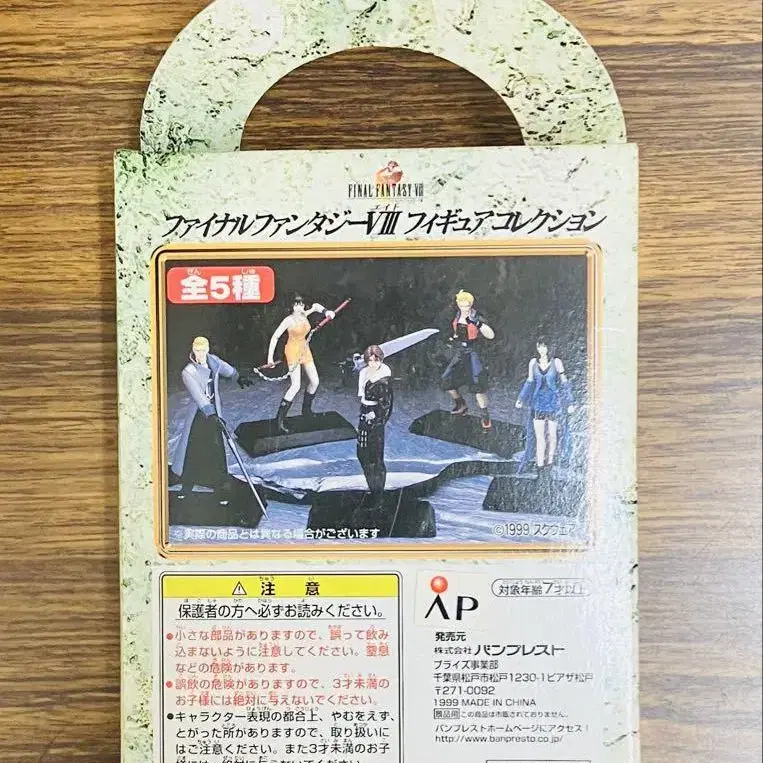 FINAL FANTASY VIII
ファイナルファンタジーVIII フィギュアコレクション
エイト
全5種
ぜん しゅ
※実際の商品とは異なる場合がございます
©1999 スクウェア
⚠ 注意
保護者の方へ必ずお読みください。
●小さな部品がありますので、誤って飲み
込まないように注意してください。窒息
などの危険があります。
●誤飲の危険がありますので、3才未満の
お子様には絶対に与えないでください。
●キャラクター表現の都合上、やむをえず、
とがった所がありますので、取り扱いに
はご注意ください。また3才未満のお子
AP
対象年齢7才以上
発売元
株式会社 バンプレスト
プライズ事業部
千葉県松戸市松戸1230-1ピアザ松戸
〒271-0092
1999 MADE IN CHINA
景品用 この商品は市販されておりません。
バンプレストホームページにアクセス!
http://www.banpresto.co.jp/